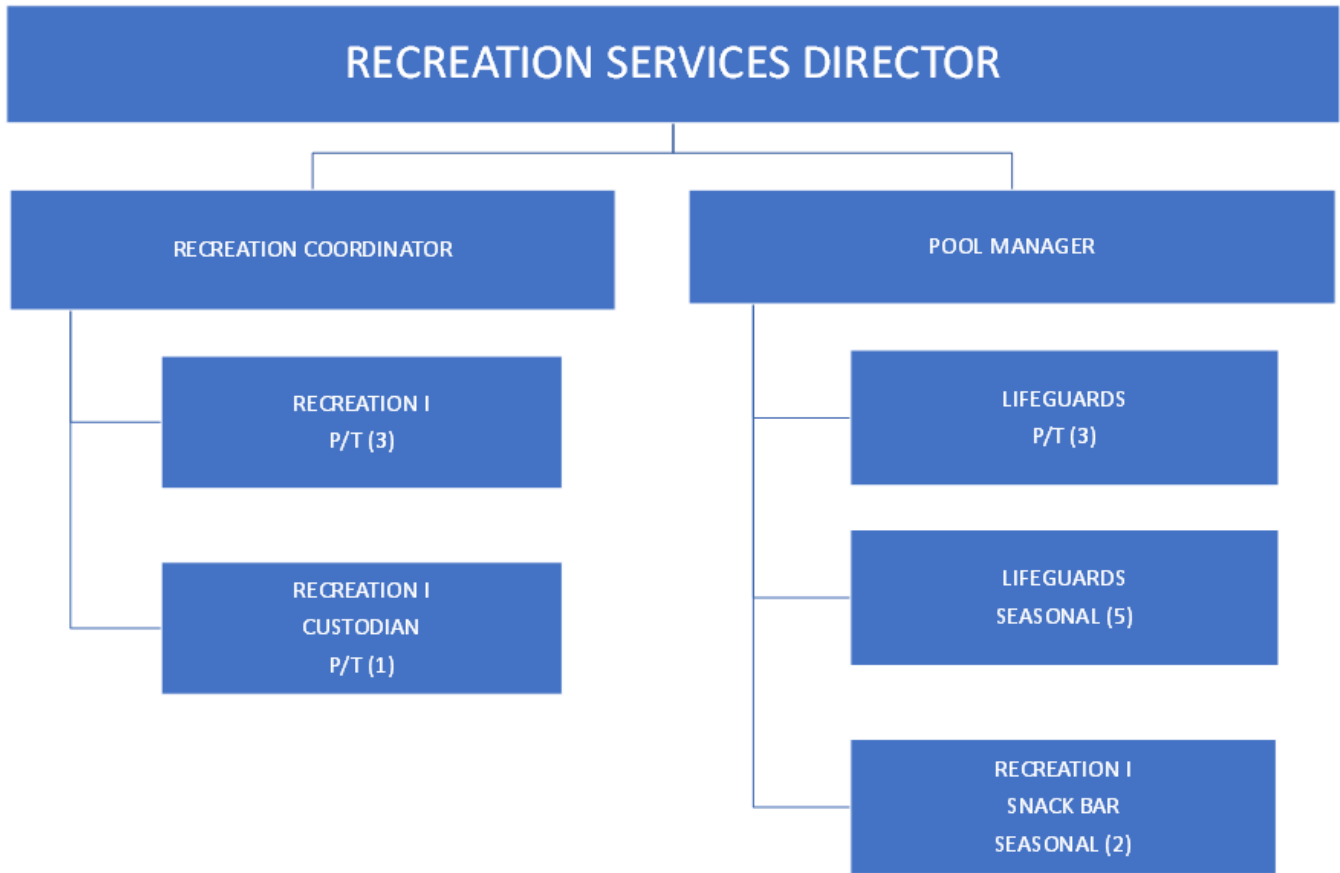 RECREATION SERVICES DIRECTOR
RECREATION COORDINATOR
RECREATION I
P/T (3)
RECREATION I
CUSTODIAN
P/T (1)
POOL MANAGER
LIFEGUARDS
P/T (3)
LIFEGUARDS
SEASONAL (5)
RECREATION I
SNACK BAR
SEASONAL (2)